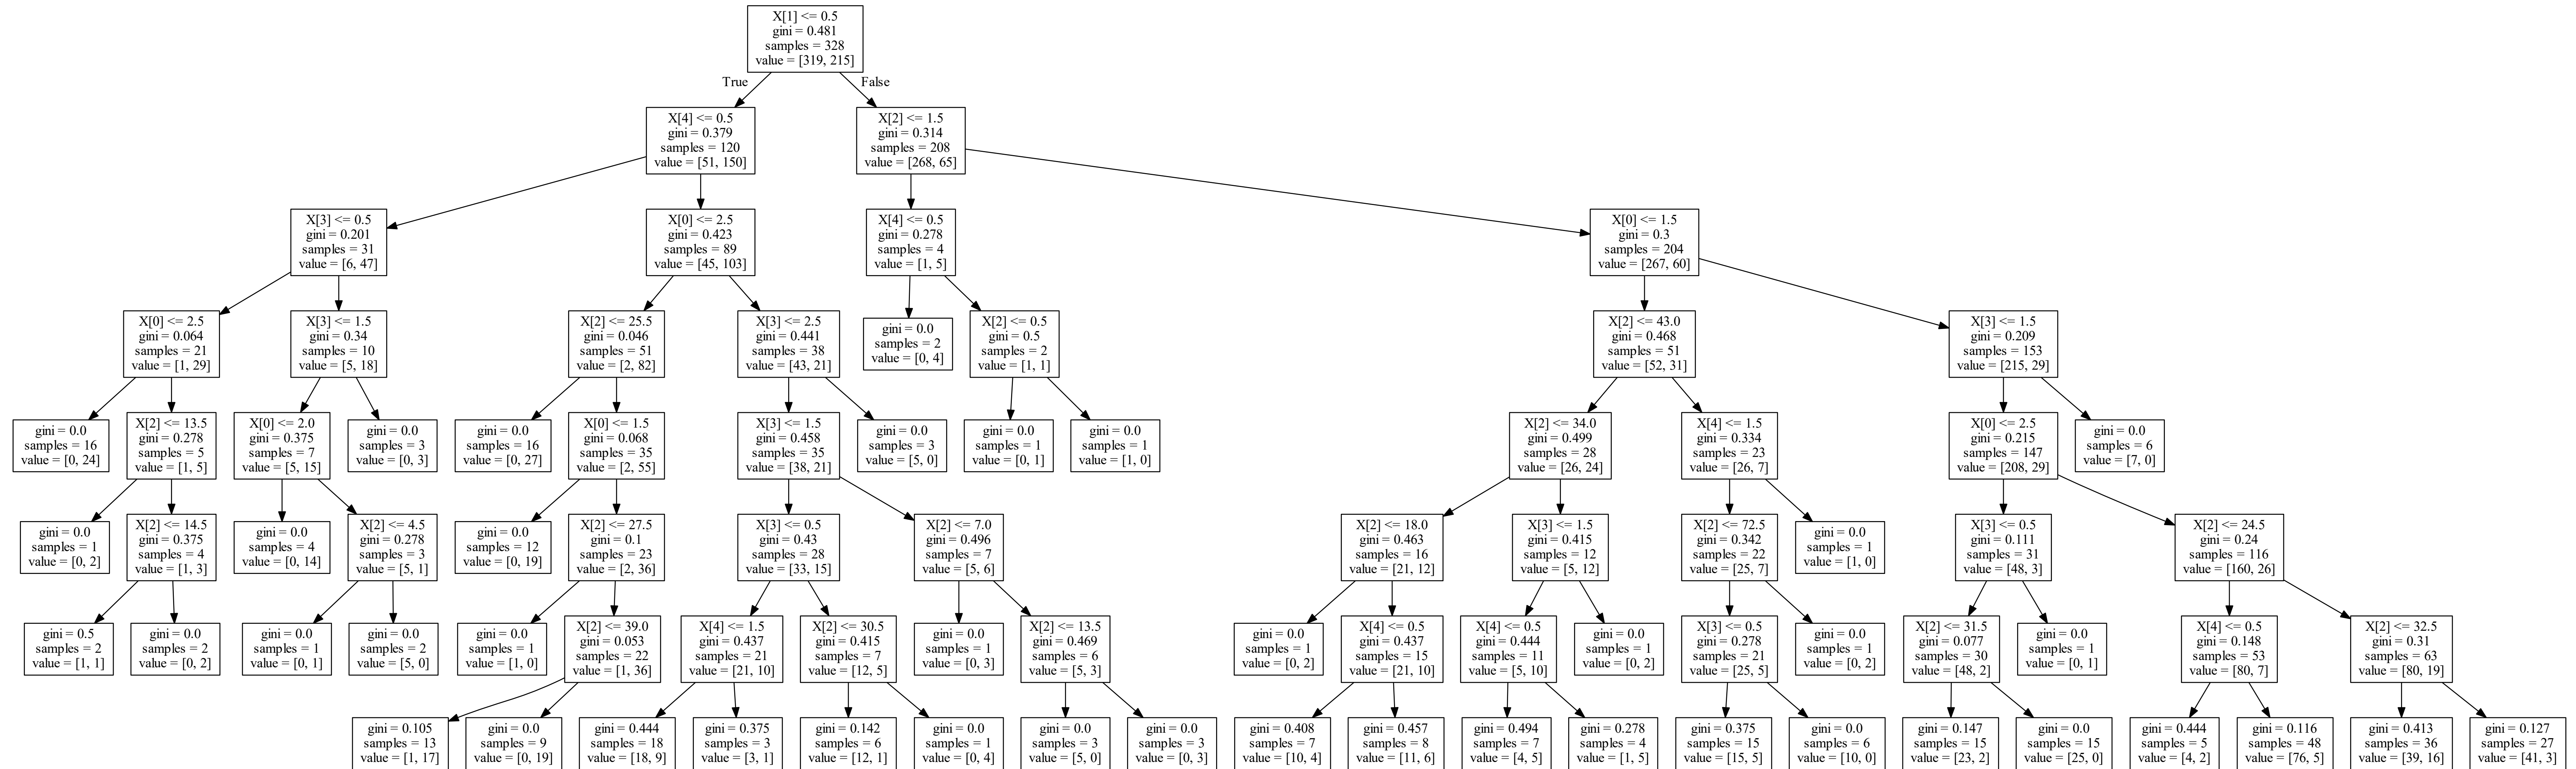 X[1] <= 0.5
gini = 0.481
samples = 328
value = [319, 215]
True
False
X[4] <= 0.5
gini = 0.379
samples = 120
value = [51, 150]
X[2] <= 1.5
gini = 0.314
samples = 208
value = [268, 65]
X[3] <= 0.5
gini = 0.201
samples = 31
value = [6, 47]
X[0] <= 2.5
gini = 0.423
samples = 89
value = [45, 103]
X[4] <= 0.5
gini = 0.278
samples = 4
value = [1, 5]
X[0] <= 1.5
gini = 0.3
samples = 204
value = [267, 60]
X[0] <= 2.5
gini = 0.064
samples = 21
value = [1, 29]
X[3] <= 1.5
gini = 0.34
samples = 10
value = [5, 18]
X[2] <= 25.5
gini = 0.046
samples = 51
value = [2, 82]
X[3] <= 2.5
gini = 0.441
samples = 38
value = [43, 21]
gini = 0.0
samples = 2
value = [0, 4]
X[2] <= 0.5
gini = 0.5
samples = 2
value = [1, 1]
X[2] <= 43.0
gini = 0.468
samples = 51
value = [52, 31]
X[3] <= 1.5
gini = 0.209
samples = 153
value = [215, 29]
gini = 0.0
samples = 16
value = [0, 24]
X[2] <= 13.5
gini = 0.278
samples = 5
value = [1, 5]
X[0] <= 2.0
gini = 0.375
samples = 7
value = [5, 15]
gini = 0.0
samples = 3
value = [0, 3]
gini = 0.0
samples = 16
value = [0, 27]
X[0] <= 1.5
gini = 0.068
samples = 35
value = [2, 55]
X[3] <= 1.5
gini = 0.458
samples = 35
value = [38, 21]
gini = 0.0
samples = 3
value = [5, 0]
gini = 0.0
samples = 1
value = [0, 1]
gini = 0.0
samples = 1
value = [1, 0]
X[2] <= 34.0
gini = 0.499
samples = 28
value = [26, 24]
X[4] <= 1.5
gini = 0.334
samples = 23
value = [26, 7]
X[0] <= 2.5
gini = 0.215
samples = 147
value = [208, 29]
gini = 0.0
samples = 6
value = [7, 0]
gini = 0.0
samples = 1
value = [0, 2]
X[2] <= 14.5
gini = 0.375
samples = 4
value = [1, 3]
gini = 0.0
samples = 4
value = [0, 14]
X[2] <= 4.5
gini = 0.278
samples = 3
value = [5, 1]
gini = 0.0
samples = 12
value = [0, 19]
X[2] <= 27.5
gini = 0.1
samples = 23
value = [2, 36]
X[3] <= 0.5
gini = 0.43
samples = 28
value = [33, 15]
X[2] <= 7.0
gini = 0.496
samples = 7
value = [5, 6]
X[2] <= 18.0
gini = 0.463
samples = 16
value = [21, 12]
X[3] <= 1.5
gini = 0.415
samples = 12
value = [5, 12]
X[2] <= 72.5
gini = 0.342
samples = 22
value = [25, 7]
gini = 0.0
samples = 1
value = [1, 0]
X[3] <= 0.5
gini = 0.111
samples = 31
value = [48, 3]
X[2] <= 24.5
gini = 0.24
samples = 116
value = [160, 26]
gini = 0.5
samples = 2
value = [1, 1]
gini = 0.0
samples = 2
value = [0, 2]
gini = 0.0
samples = 1
value = [0, 1]
gini = 0.0
samples = 2
value = [5, 0]
gini = 0.0
samples = 1
value = [1, 0]
X[2] <= 39.0
gini = 0.053
samples = 22
value = [1, 36]
X[4] <= 1.5
gini = 0.437
samples = 21
value = [21, 10]
X[2] <= 30.5
gini = 0.415
samples = 7
value = [12, 5]
gini = 0.0
samples = 1
value = [0, 3]
X[2] <= 13.5
gini = 0.469
samples = 6
value = [5, 3]
gini = 0.0
samples = 1
value = [0, 2]
X[4] <= 0.5
gini = 0.437
samples = 15
value = [21, 10]
X[4] <= 0.5
gini = 0.444
samples = 11
value = [5, 10]
gini = 0.0
samples = 1
value = [0, 2]
X[3] <= 0.5
gini = 0.278
samples = 21
value = [25, 5]
gini = 0.0
samples = 1
value = [0, 2]
X[2] <= 31.5
gini = 0.077
samples = 30
value = [48, 2]
gini = 0.0
samples = 1
value = [0, 1]
X[4] <= 0.5
gini = 0.148
samples = 53
value = [80, 7]
X[2] <= 32.5
gini = 0.31
samples = 63
value = [80, 19]
gini = 0.105
samples = 13
value = [1, 17]
gini = 0.0
samples = 9
value = [0, 19]
gini = 0.444
samples = 18
value = [18, 9]
gini = 0.375
samples = 3
value = [3, 1]
gini = 0.142
samples = 6
value = [12, 1]
gini = 0.0
samples = 1
value = [0, 4]
gini = 0.0
samples = 3
value = [5, 0]
gini = 0.0
samples = 3
value = [0, 3]
gini = 0.408
samples = 7
value = [10, 4]
gini = 0.457
samples = 8
value = [11, 6]
gini = 0.494
samples = 7
value = [4, 5]
gini = 0.278
samples = 4
value = [1, 5]
gini = 0.375
samples = 15
value = [15, 5]
gini = 0.0
samples = 6
value = [10, 0]
gini = 0.147
samples = 15
value = [23, 2]
gini = 0.0
samples = 15
value = [25, 0]
gini = 0.444
samples = 5
value = [4, 2]
gini = 0.116
samples = 48
value = [76, 5]
gini = 0.413
samples = 36
value = [39, 16]
gini = 0.127
samples = 27
value = [41, 3]